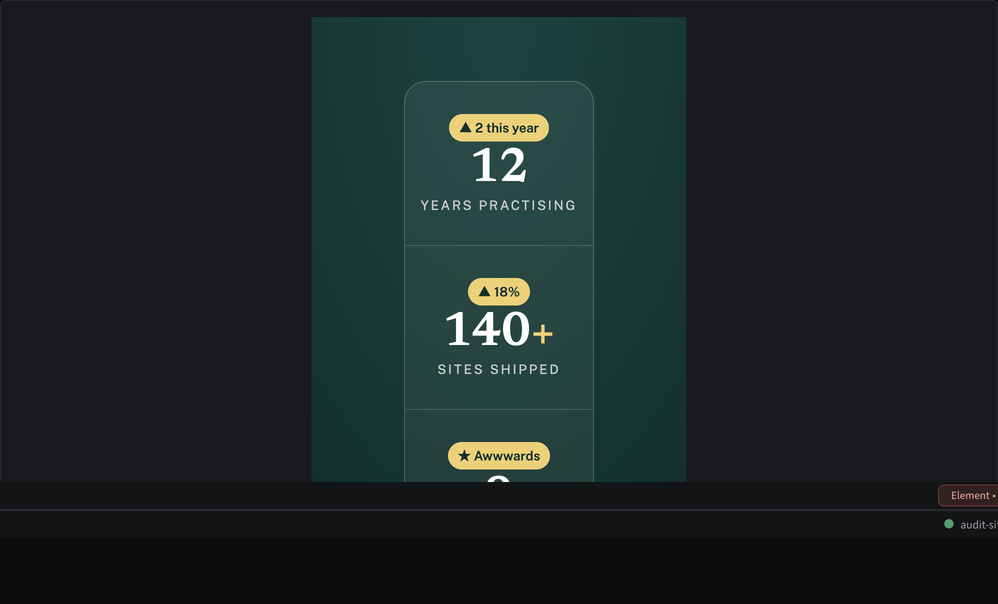 ▲ 2 this year
12
YEARS PRACTISING
▲ 18%
140+
SITES SHIPPED
★ Awwwards
Element ▸